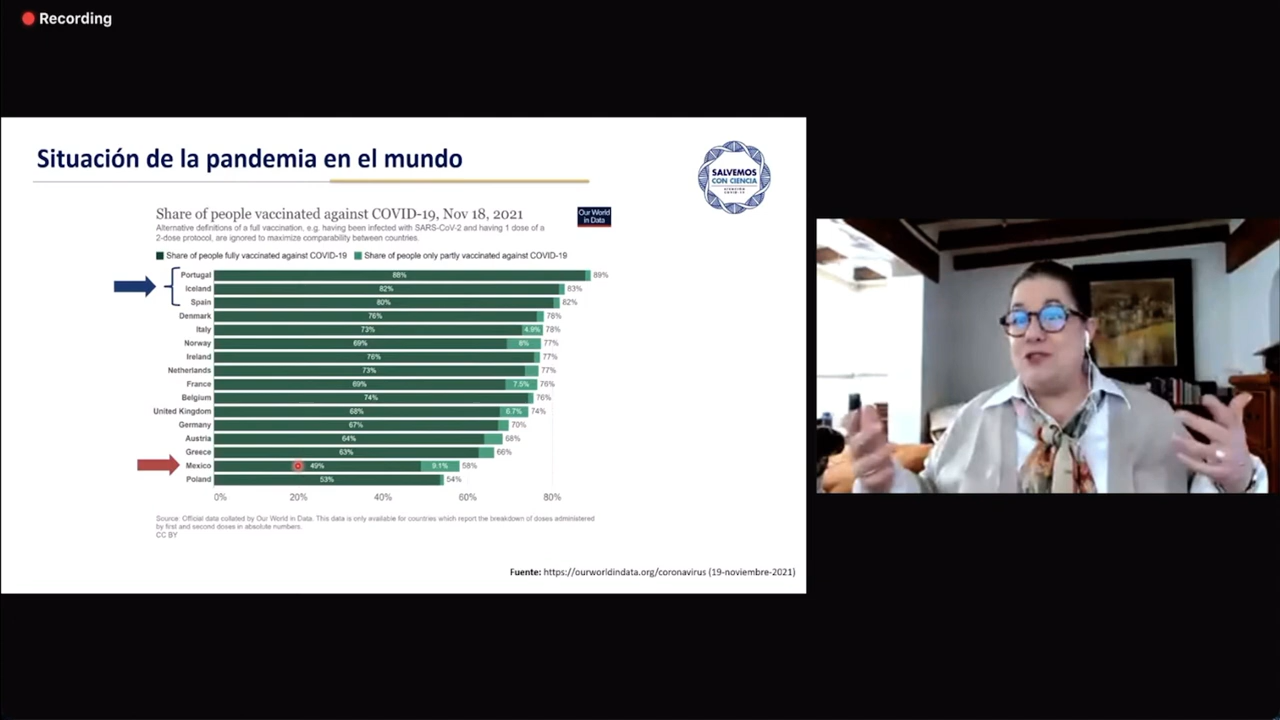 Recording
Situación de la pandemia en el mundo
SALVEMOS
CON CIENCIA
Share of people vaccinated against COVID-19, Nov 18, 2021
Our World
in Data
Alternative definitions of a full vaccination, e.g. having been infected with SARS-CoV-2 and having 1 dose of a
2-dose protocol, are ignored to maximize comparability between countries.
Share of people fully vaccinated against COVID-19 Share of people only partly vaccinated against COVID-19
Portugal 88% 89%
Iceland 82% 83%
Spain 80% 82%
Denmark 76% 78%
Italy 73% 4.9% 78%
Norway 69% 8% 77%
Ireland 76% 77%
Netherlands 73% 77%
France 69% 7.5% 76%
Belgium 74% 76%
United Kingdom 68% 6.7% 74%
Germany 67% 70%
Austria 64% 68%
Greece 63% 66%
Mexico 49% 9.1% 58%
Poland 53% 54%
0% 20% 40% 60% 80%
Source: Official data collated by Our World in Data. This data is only available for countries which report the breakdown of doses administered
by first and second doses in absolute numbers.
CC BY
Fuente: https://ourworldindata.org/coronavirus (19-noviembre-2021)